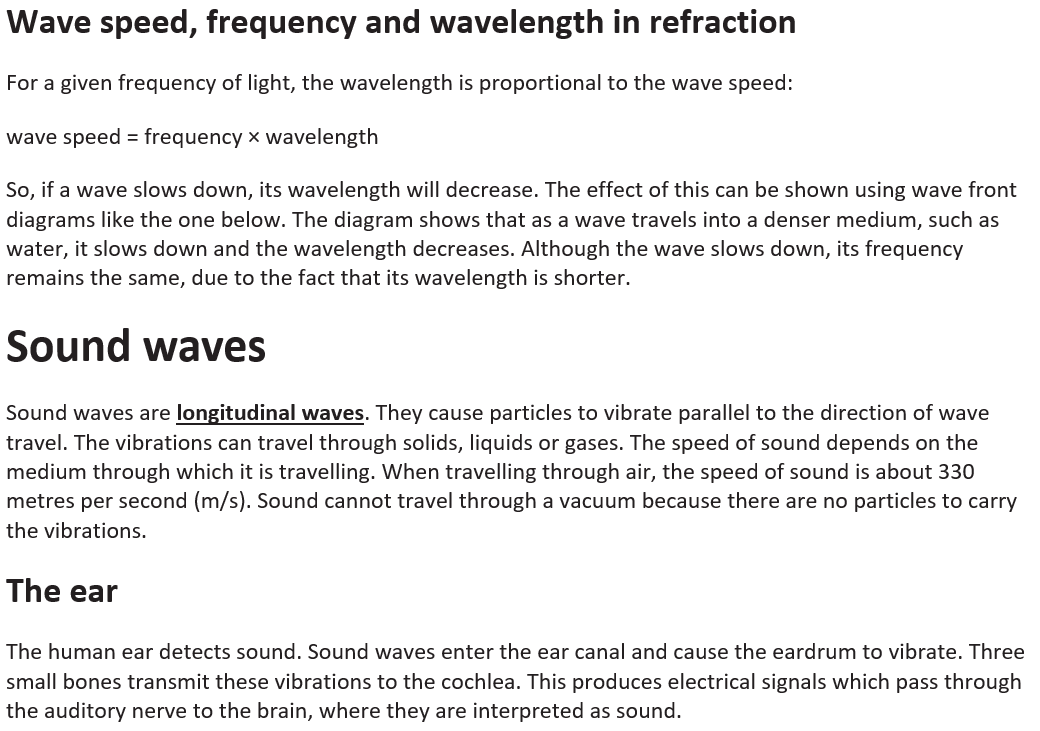 Wave speed, frequency and wavelength in refraction
For a given frequency of light, the wavelength is proportional to the wave speed:
wave speed = frequency × wavelength
So, if a wave slows down, its wavelength will decrease. The effect of this can be shown using wave front
diagrams like the one below. The diagram shows that as a wave travels into a denser medium, such as
water, it slows down and the wavelength decreases. Although the wave slows down, its frequency
remains the same, due to the fact that its wavelength is shorter.
Sound waves
Sound waves are longitudinal waves. They cause particles to vibrate parallel to the direction of wave
travel. The vibrations can travel through solids, liquids or gases. The speed of sound depends on the
medium through which it is travelling. When travelling through air, the speed of sound is about 330
metres per second (m/s). Sound cannot travel through a vacuum because there are no particles to carry
the vibrations.
The ear
The human ear detects sound. Sound waves enter the ear canal and cause the eardrum to vibrate. Three
small bones transmit these vibrations to the cochlea. This produces electrical signals which pass through
the auditory nerve to the brain, where they are interpreted as sound.